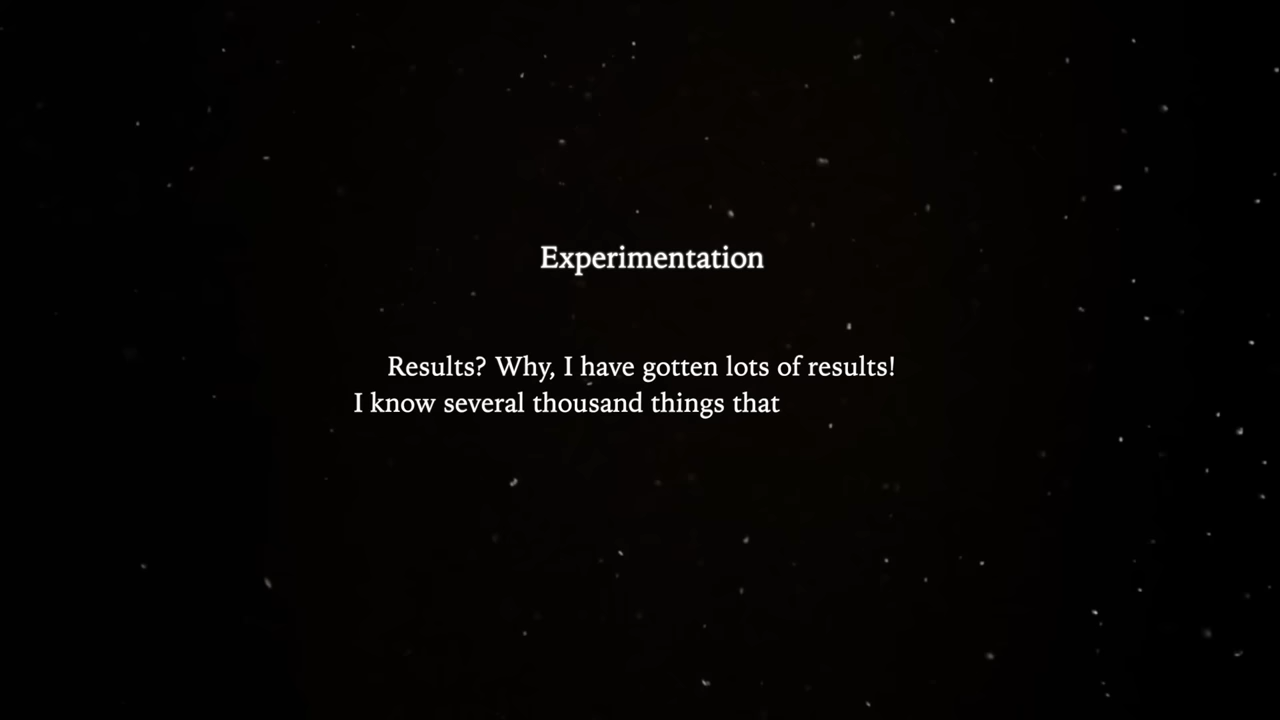 Experimentation
Results? Why, I have gotten lots of results!
I know several thousand things that